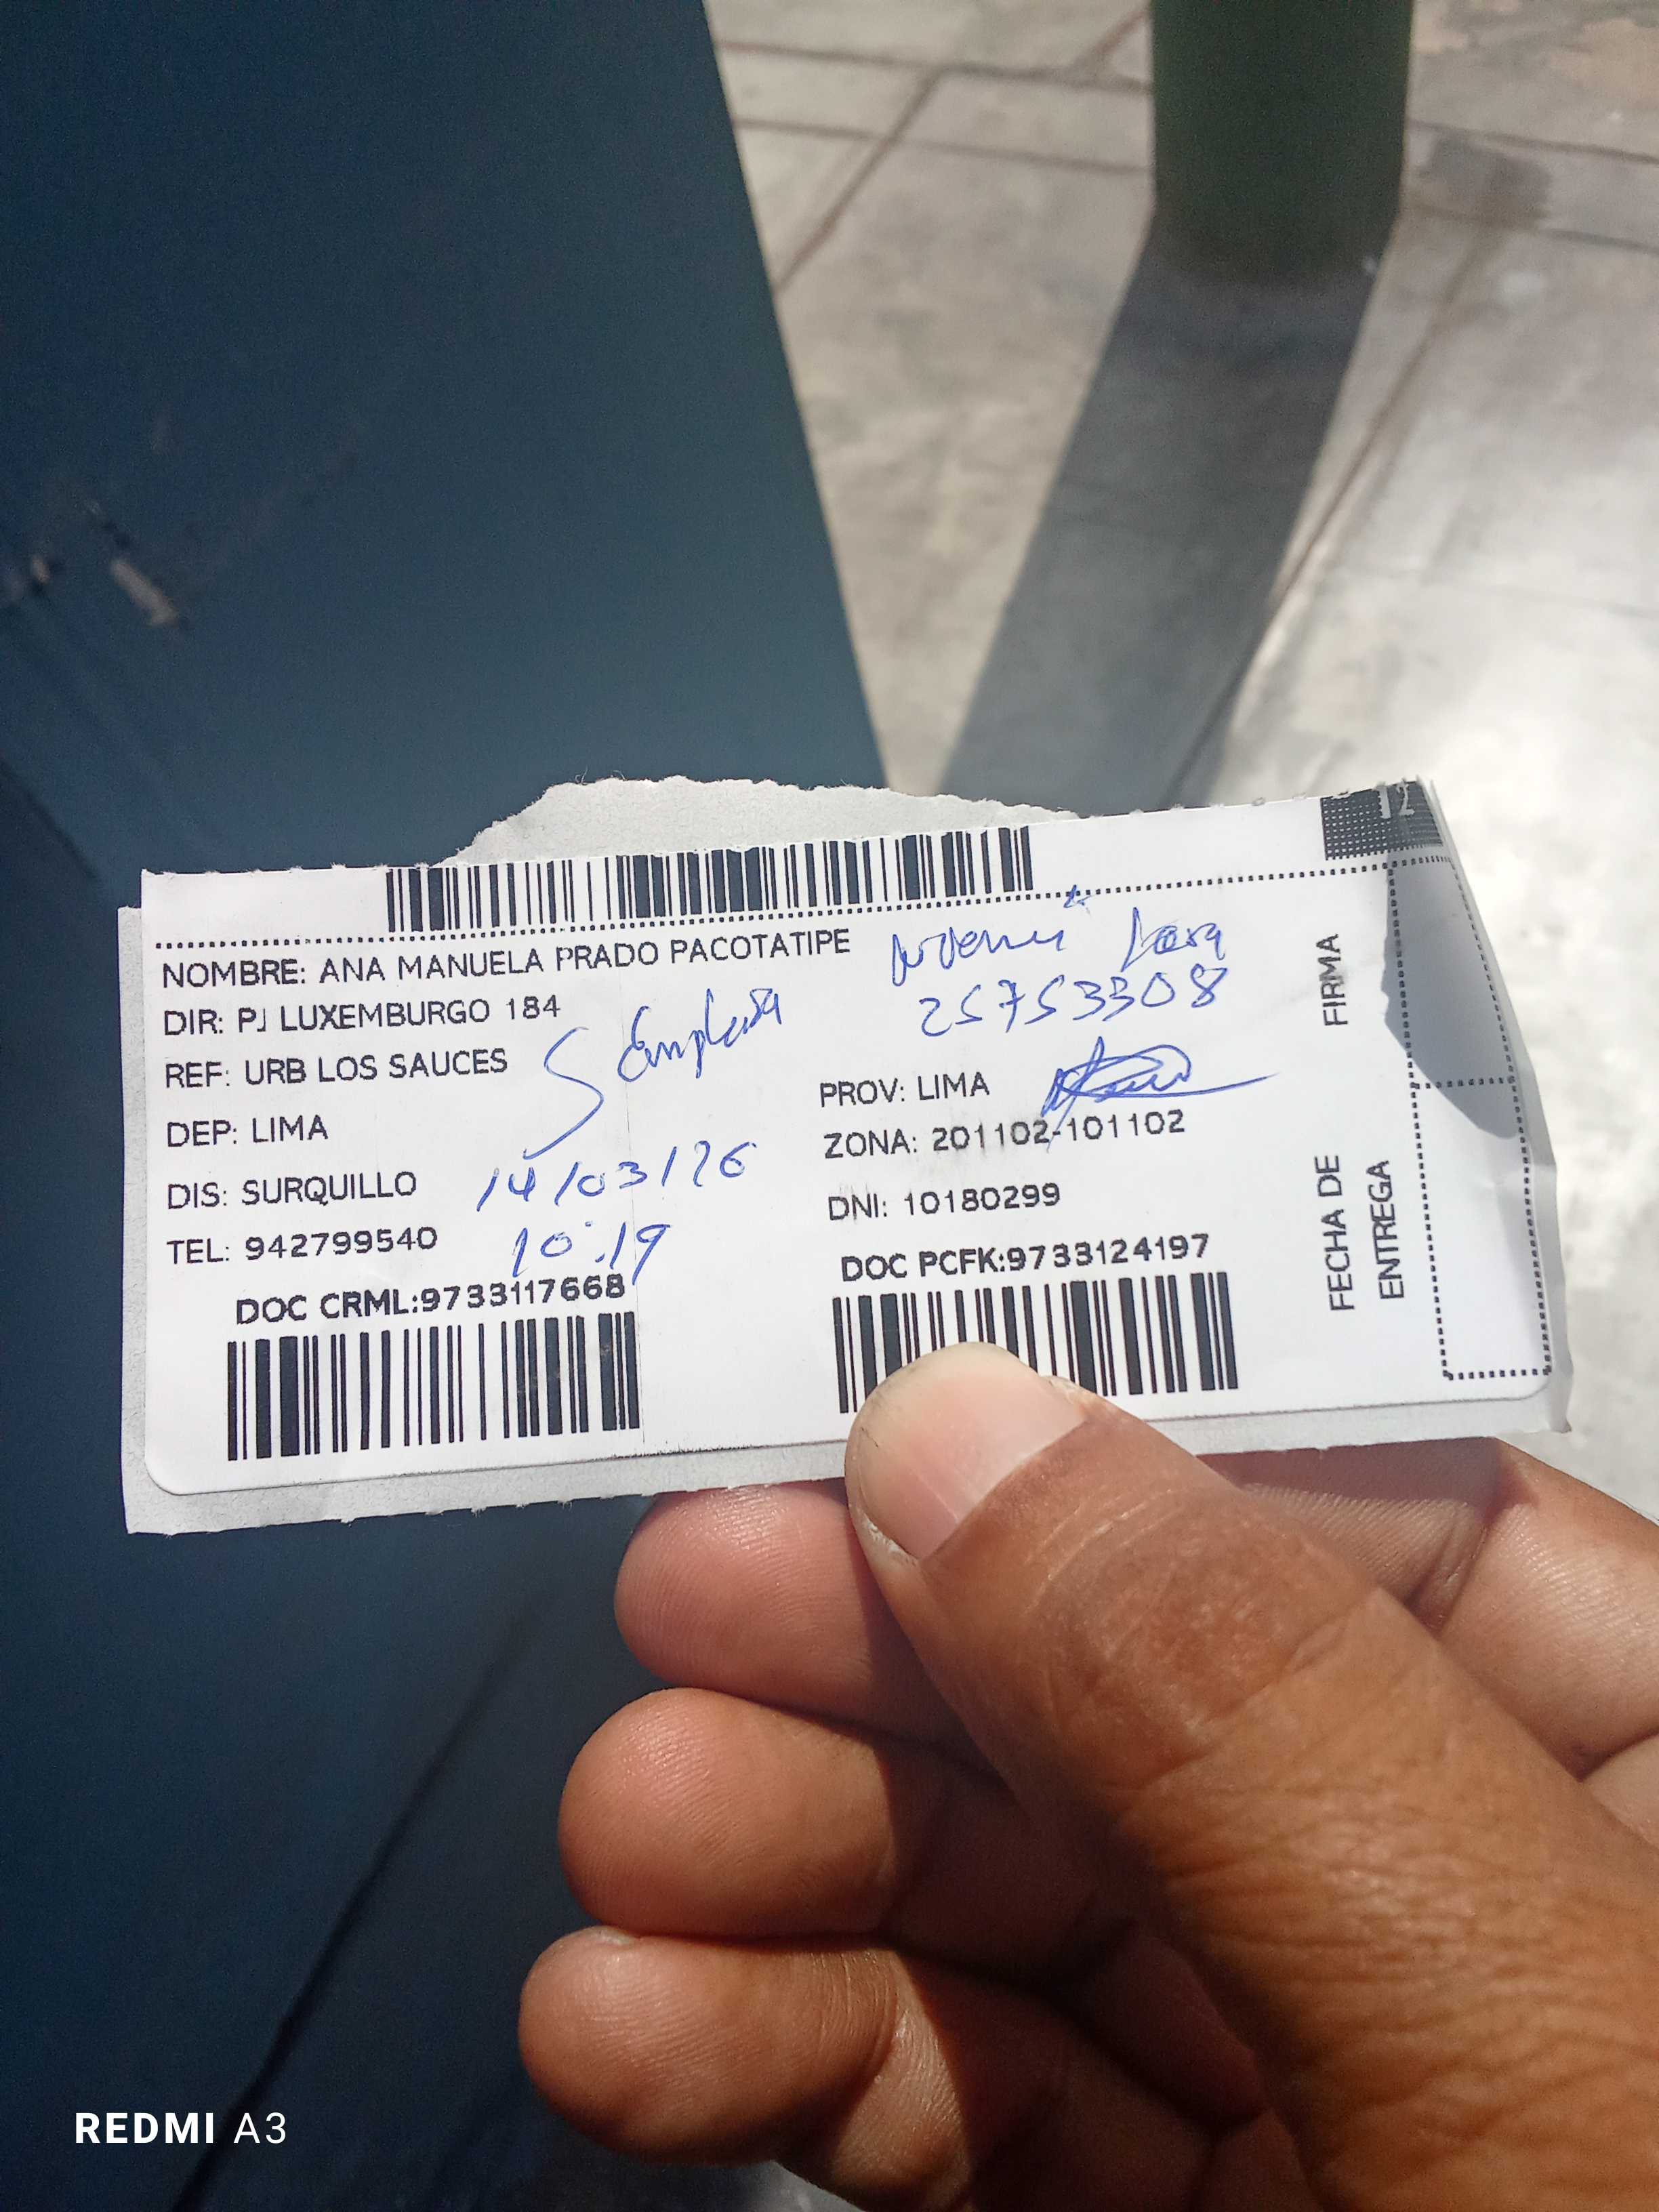 12
NOMBRE: ANA MANUELA PRADO PACOTATIPE
DIR: PJ LUXEMBURGO 184
25753308
REF: URB LOS SAUCES
DEP: LIMA
PROV: LIMA
ZONA: 201102-101102
DIS: SURQUILLO
14/03/26
DNI: 10180299
TEL: 942799540
10:19
DOC CRML:9733117668
DOC PCFK:9733124197
FIRMA
FECHA DE
ENTREGA
REDMI A3